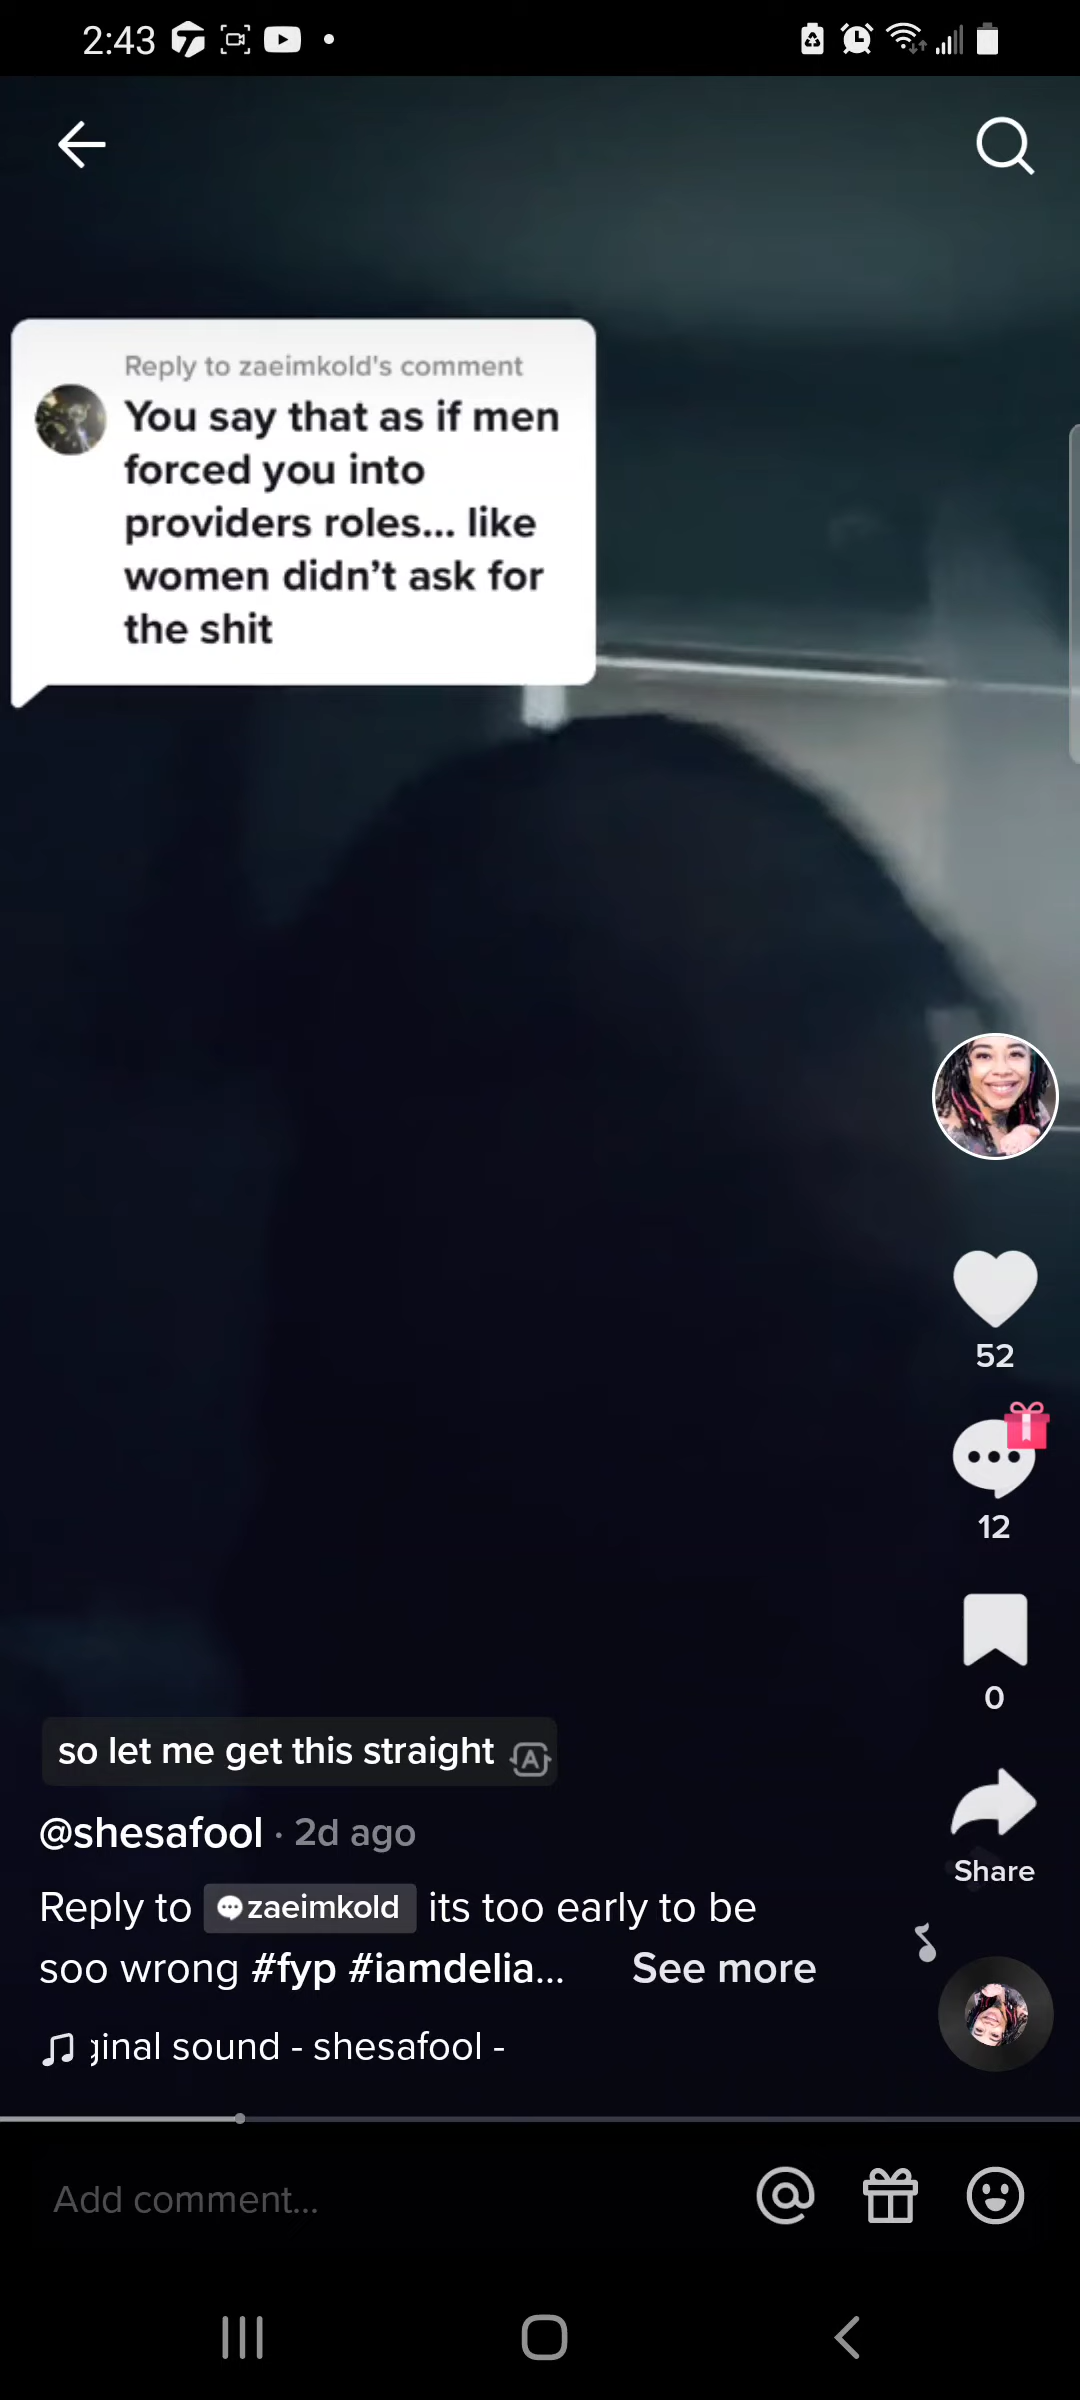 2:43
Reply to zaeimkold's comment
You say that as if men
forced you into
providers roles... like
women didn't ask for
the shit
52
12
0
Share
so let me get this straight
@shesafool · 2d ago
Reply to zaeimkold its too early to be
soo wrong #fyp #iamdelia... See more
ginal sound - shesafool -
Add comment...